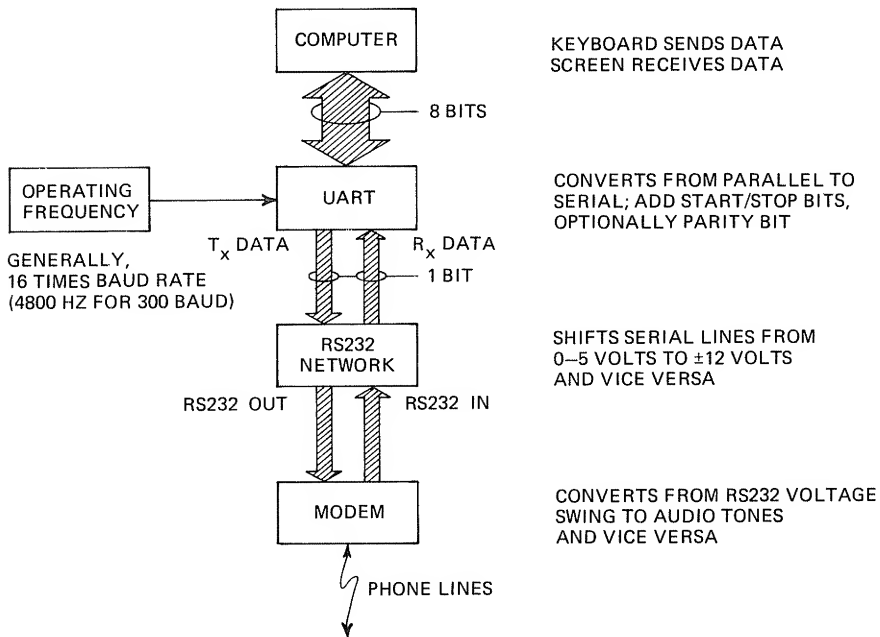 COMPUTER
KEYBOARD SENDS DATA
SCREEN RECEIVES DATA
8 BITS
OPERATING
FREQUENCY
UART
CONVERTS FROM PARALLEL TO
SERIAL; ADD START/STOP BITS,
OPTIONALLY PARITY BIT
GENERALLY,
16 TIMES BAUD RATE
(4800 HZ FOR 300 BAUD)
Tx DATA
Rx DATA
1 BIT
RS232
NETWORK
SHIFTS SERIAL LINES FROM
0–5 VOLTS TO ±12 VOLTS
AND VICE VERSA
RS232 OUT
RS232 IN
MODEM
CONVERTS FROM RS232 VOLTAGE
SWING TO AUDIO TONES
AND VICE VERSA
PHONE LINES